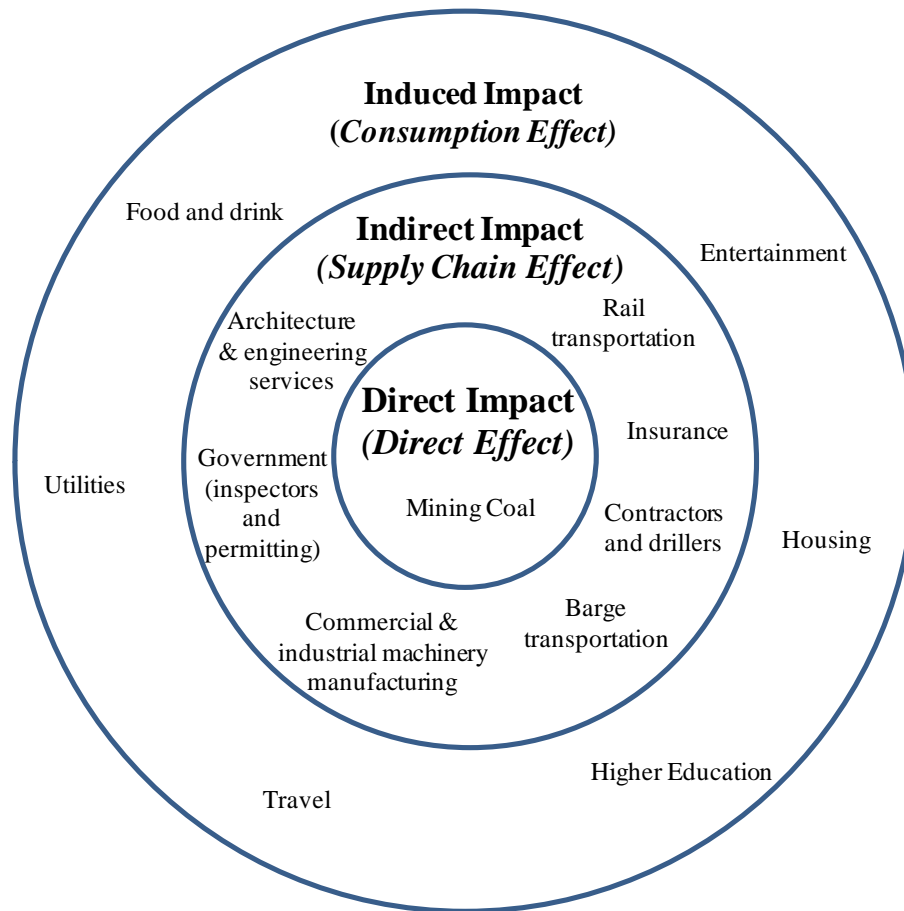 Induced Impact
(Consumption Effect)
Food and drink
Indirect Impact
(Supply Chain Effect)
Entertainment
Architecture
& engineering
services
Rail
transportation
Direct Impact
(Direct Effect)
Mining Coal
Insurance
Government
(inspectors
and
permitting)
Utilities
Contractors
and drillers
Housing
Commercial &
industrial machinery
manufacturing
Barge
transportation
Higher Education
Travel